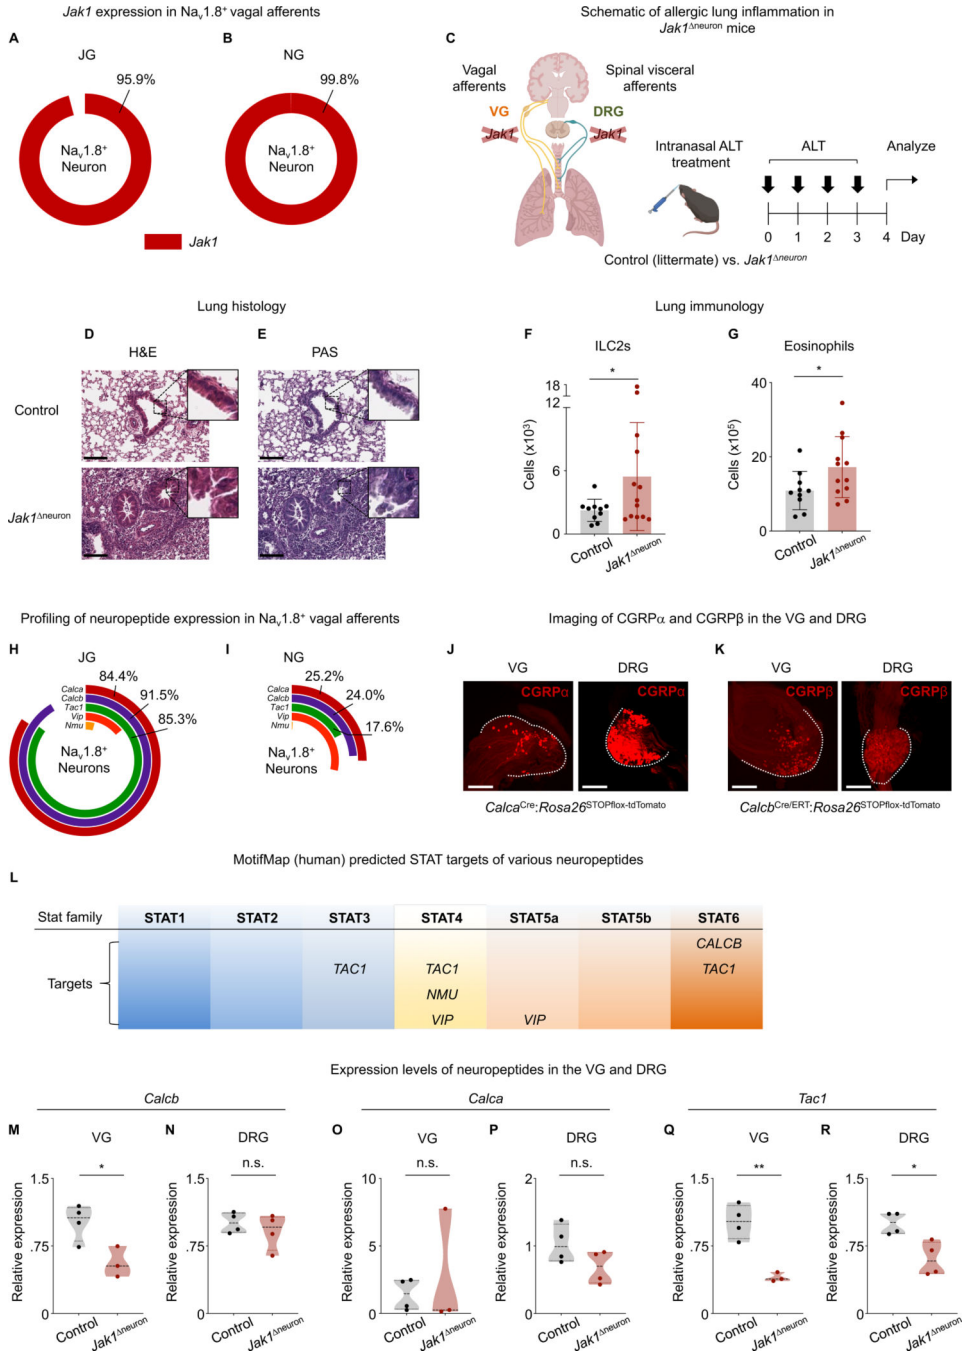 Jak1 expression in Nav1.8+ vagal afferents
Schematic of allergic lung inflammation in
Jak1Δneuron mice
A
JG
B
NG
C
95.9%
99.8%
Nav1.8+
Neuron
Nav1.8+
Neuron
Jak1
Vagal
afferents
Spinal visceral
afferents
VG
DRG
Jak1
Jak1
Intranasal ALT
treatment
ALT
Analyze
0
1
2
3
4
Day
Control (littermate) vs. Jak1Δneuron
Lung histology
Lung immunology
D
H&E
E
PAS
Control
Jak1Δneuron
F
ILC2s
*
Cells (x10³)
18
12
6
0
Control
Jak1Δneuron
G
Eosinophils
*
Cells (x10⁵)
40
20
0
Control
Jak1Δneuron
Profiling of neuropeptide expression in Nav1.8+ vagal afferents
Imaging of CGRPα and CGRPβ in the VG and DRG
H
JG
84.4%
91.5%
85.3%
Calca
Calcb
Tac1
Vip
Nmu
Nav1.8+
Neurons
I
NG
25.2%
24.0%
17.6%
Calca
Calcb
Tac1
Vip
Nmu
Nav1.8+
Neurons
J
VG
DRG
CGRPα
CGRPα
CalcaCre;Rosa26STOPflox-tdTomato
K
VG
DRG
CGRPβ
CGRPβ
CalcbCre/ERT;Rosa26STOPflox-tdTomato
MotifMap (human) predicted STAT targets of various neuropeptides
L
Stat family STAT1 STAT2 STAT3 STAT4 STAT5a STAT5b STAT6
CALCB
Targets
TAC1 TAC1 TAC1
NMU
VIP VIP
Expression levels of neuropeptides in the VG and DRG
Calcb
Calca
Tac1
M
VG
*
Relative expression
1.5
.75
0
Control
Jak1Δneuron
N
DRG
n.s.
Relative expression
1.5
.75
0
Control
Jak1Δneuron
O
VG
n.s.
Relative expression
10
5
0
Control
Jak1Δneuron
P
DRG
n.s.
Relative expression
2
1
0
Control
Jak1Δneuron
Q
VG
**
Relative expression
1.5
.75
0
Control
Jak1Δneuron
R
DRG
*
Relative expression
1.5
.75
0
Control
Jak1Δneuron